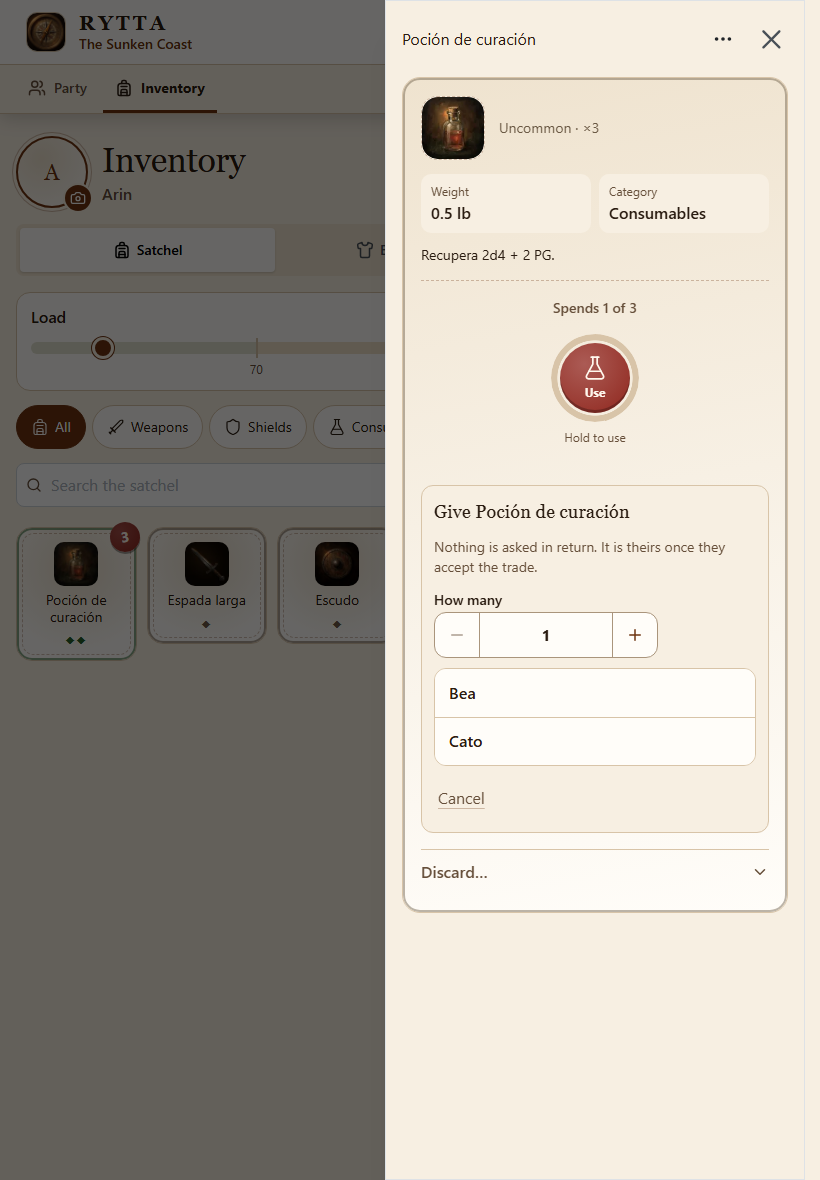 RYTTA
The Sunken Coast
Party
Inventory
A
Inventory
Arin
Satchel
Load
70
All
Weapons
Shields
Search the satchel
3
Poción de
curación
Espada larga
Escudo
Poción de curación
Uncommon · ×3
Weight
0.5 lb
Category
Consumables
Recupera 2d4 + 2 PG.
Spends 1 of 3
Use
Hold to use
Give Poción de curación
Nothing is asked in return. It is theirs once they
accept the trade.
How many
1
Bea
Cato
Cancel
Discard...